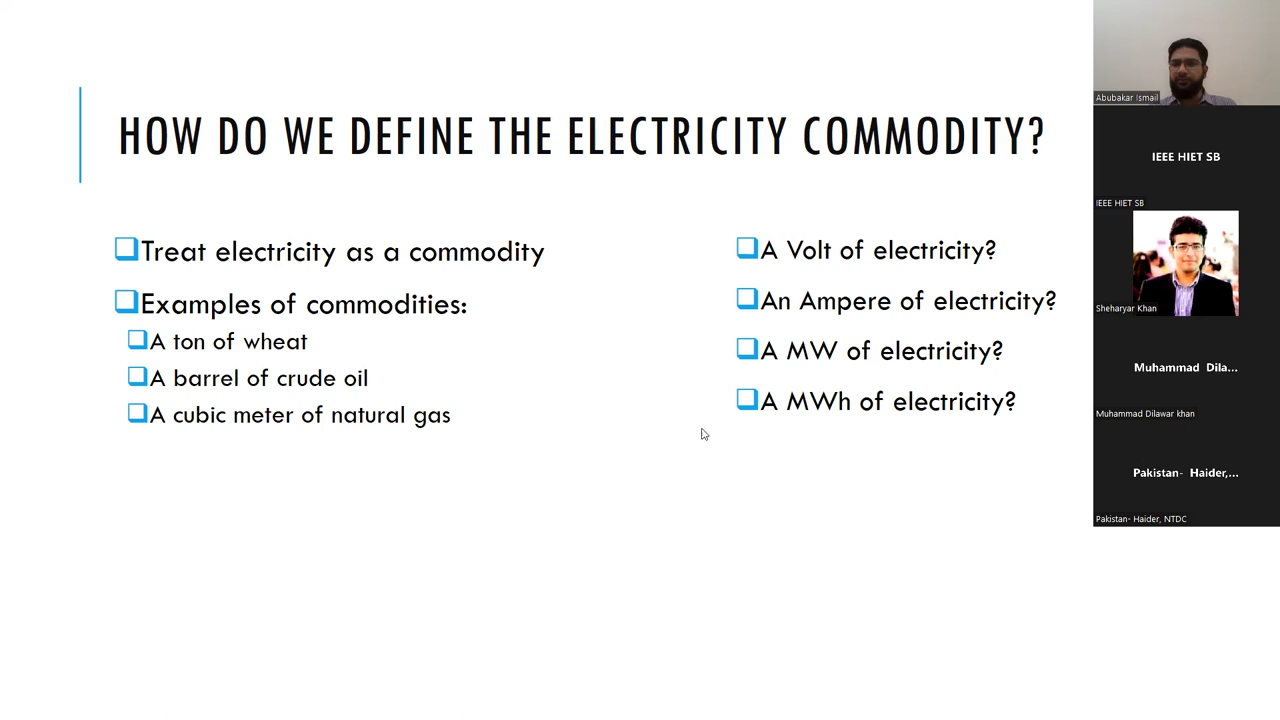 HOW DO WE DEFINE THE ELECTRICITY COMMODITY?
Treat electricity as a commodity
Examples of commodities:
A ton of wheat
A barrel of crude oil
A cubic meter of natural gas
A Volt of electricity?
An Ampere of electricity?
A MW of electricity?
A MWh of electricity?
Abubakar Ismail
IEEE HIET SB
IEEE HIET SB
Sheharyar Khan
Muhammad Dila...
Muhammad Dilawar khan
Pakistan- Haider,...
Pakistan- Haider, NTDC